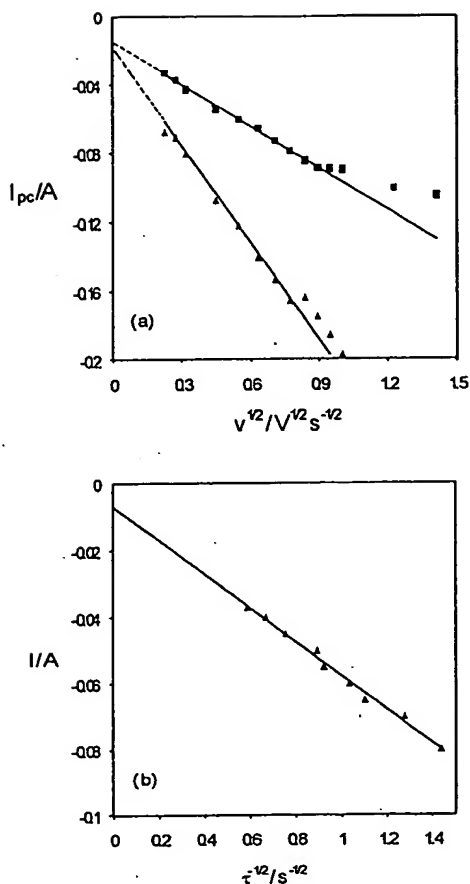 0
-0.04
-0.08
Ipc/A
-0.12
-0.16
(a)
-0.2
0 0.3 0.6 0.9 1.2 1.5
v^1/2/V^1/2 s^-1/2
0
-0.02
-0.04
I/A
-0.06
-0.08
(b)
-0.1
0 0.2 0.4 0.6 0.8 1 1.2 1.4
τ^-1/2/s^-1/2